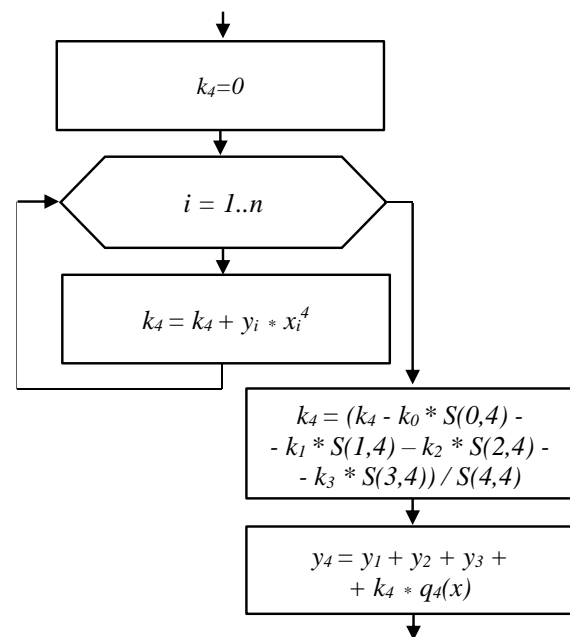 k₄=0
i = 1..n
k₄ = k₄ + yᵢ * xᵢ⁴
k₄ = (k₄ - k₀ * S(0,4) -
- k₁ * S(1,4) – k₂ * S(2,4) -
- k₃ * S(3,4)) / S(4,4)
y₄ = y₁ + y₂ + y₃ +
+ k₄ * q₄(x)